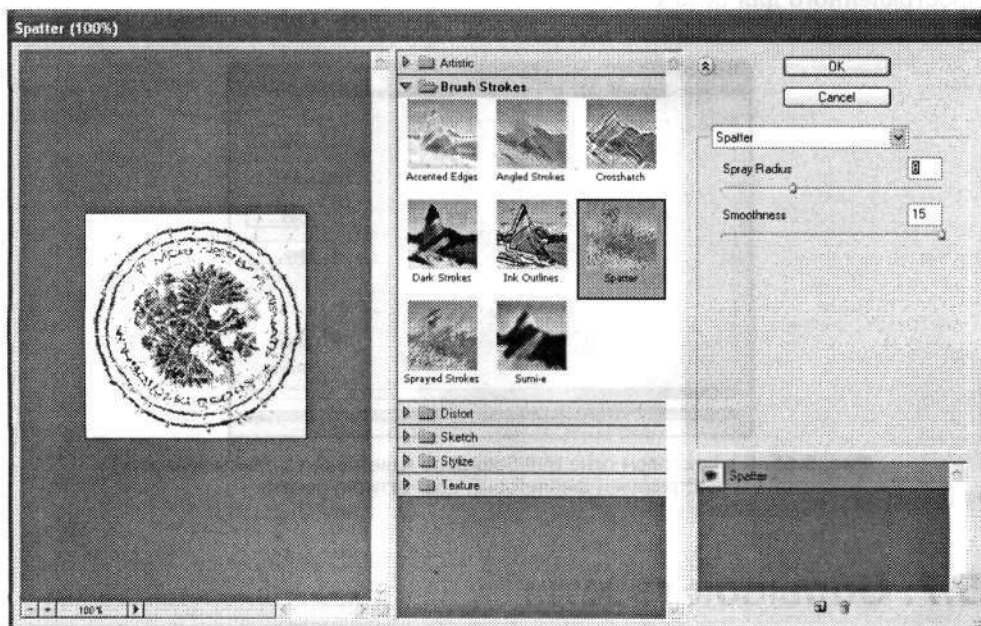 Spatter (100%)
Artistic
Brush Strokes
Accented Edges
Angled Strokes
Crosshatch
Dark Strokes
Ink Outlines
Spatter
Sprayed Strokes
Sumi-e
Distort
Sketch
Stylize
Texture
100%
OK
Cancel
Spatter
Spray Radius
Smoothness
15
Spatter